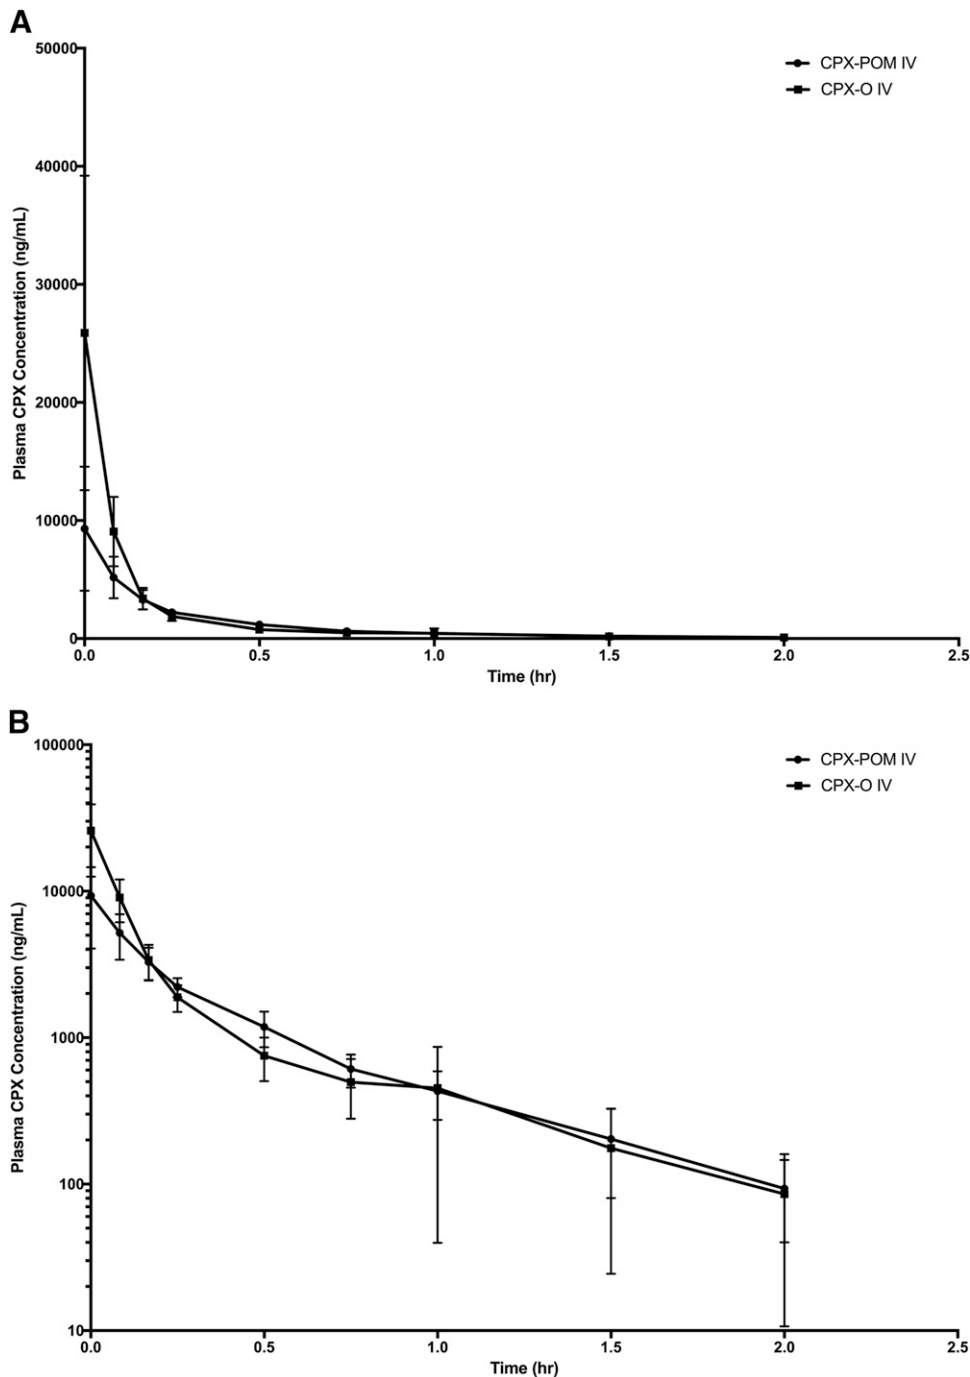 A
50000
40000
30000
20000
10000
0
Plasma CPX Concentration (ng/mL)
CPX-POM IV
CPX-O IV
0.0 0.5 1.0 1.5 2.0 2.5
Time (hr)
B
100000
10000
1000
100
10
Plasma CPX Concentration (ng/mL)
CPX-POM IV
CPX-O IV
0.0 0.5 1.0 1.5 2.0 2.5
Time (hr)